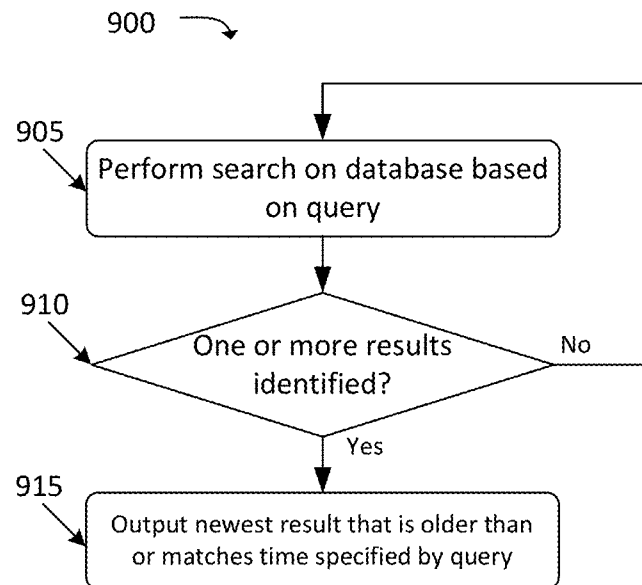 900
905
Perform search on database based
on query
910
One or more results
identified?
No
Yes
915
Output newest result that is older than
or matches time specified by query